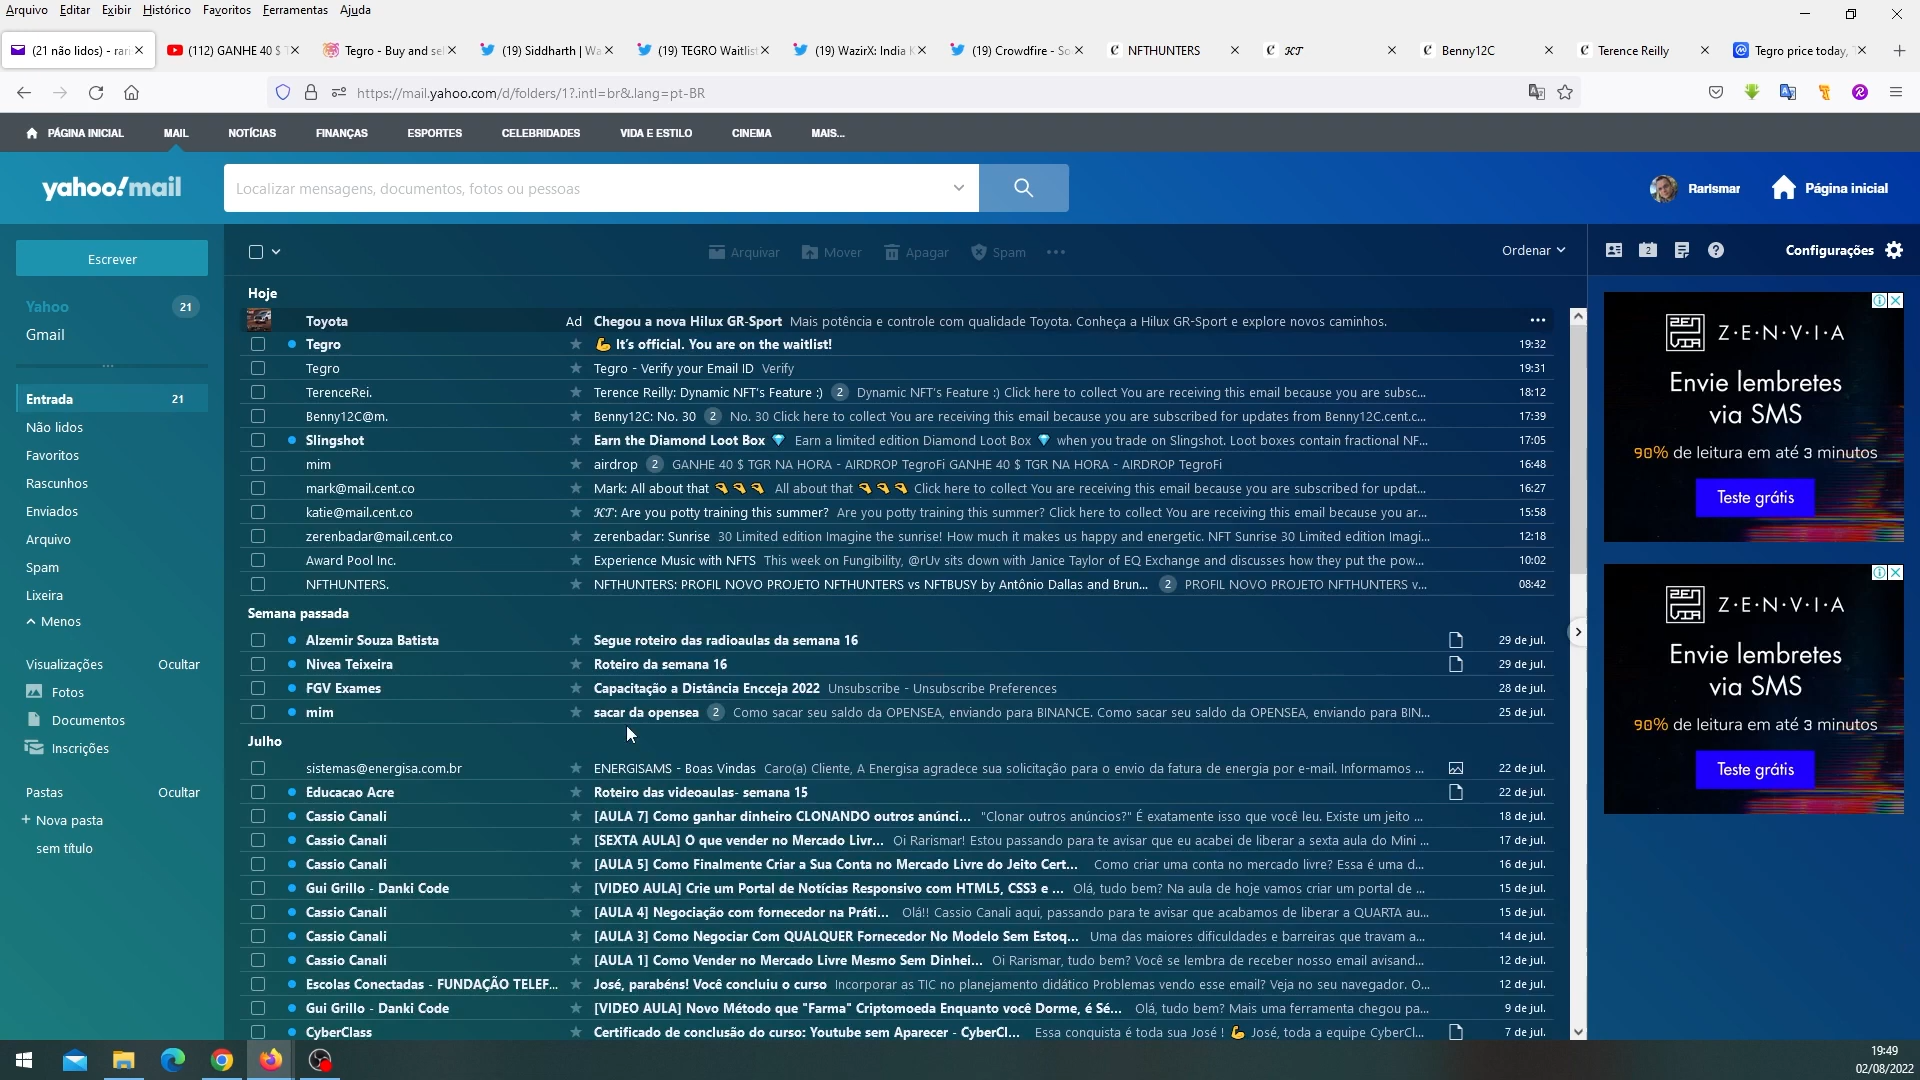 Arquivo Editar Exibir Histórico Favoritos Ferramentas Ajuda
(21 não lidos) - rari
(112) GANHE 40 $ T
Tegro - Buy and sel
(19) Siddharth | Wa
(19) TEGRO Waitlist
(19) WazirX: India K
(19) Crowdfire - So
NFTHUNTERS
𝒦𝒯
Benny12C
Terence Reilly
Tegro price today, T
https://mail.yahoo.com/d/folders/1?.intl=br&.lang=pt-BR
PÁGINA INICIAL MAIL NOTÍCIAS FINANÇAS ESPORTES CELEBRIDADES VIDA E ESTILO CINEMA MAIS...
yahoo!mail
Localizar mensagens, documentos, fotos ou pessoas
Rarismar
Página inicial
Escrever
Arquivar Mover Apagar Spam
Ordenar
2
Configurações
Yahoo 21
Gmail
Entrada 21
Não lidos
Favoritos
Rascunhos
Enviados
Arquivo
Spam
Lixeira
Menos
Visualizações Ocultar
Fotos
Documentos
Inscrições
Pastas Ocultar
+ Nova pasta
sem título
Hoje
Toyota Ad Chegou a nova Hilux GR-Sport Mais potência e controle com qualidade Toyota. Conheça a Hilux GR-Sport e explore novos caminhos.
Tegro 💪 It's official. You are on the waitlist! 19:32
Tegro Tegro - Verify your Email ID Verify 19:31
TerenceRei. Terence Reilly: Dynamic NFT's Feature :) 2 Dynamic NFT's Feature :) Click here to collect You are receiving this email because you are subsc... 18:12
Benny12C@m. Benny12C: No. 30 2 No. 30 Click here to collect You are receiving this email because you are subscribed for updates from Benny12C.cent.c... 17:39
Slingshot Earn the Diamond Loot Box 💎 Earn a limited edition Diamond Loot Box 💎 when you trade on Slingshot. Loot boxes contain fractional NF... 17:05
mim airdrop 2 GANHE 40 $ TGR NA HORA - AIRDROP TegroFi GANHE 40 $ TGR NA HORA - AIRDROP TegroFi 16:48
mark@mail.cent.co Mark: All about that All about that Click here to collect You are receiving this email because you are subscribed for updat... 16:27
katie@mail.cent.co 𝒦𝒯: Are you potty training this summer? Are you potty training this summer? Click here to collect You are receiving this email because you ar... 15:58
zerenbadar@mail.cent.co zerenbadar: Sunrise 30 Limited edition Imagine the sunrise! How much it makes us happy and energetic. NFT Sunrise 30 Limited edition Imagi... 12:18
Award Pool Inc. Experience Music with NFTS This week on Fungibility, @rUv sits down with Janice Taylor of EQ Exchange and discusses how they put the pow... 10:02
NFTHUNTERS. NFTHUNTERS: PROFIL NOVO PROJETO NFTHUNTERS vs NFTBUSY by Antônio Dallas and Brun... 2 PROFIL NOVO PROJETO NFTHUNTERS v... 08:42
Semana passada
Alzemir Souza Batista Segue roteiro das radioaulas da semana 16 29 de jul.
Nivea Teixeira Roteiro da semana 16 29 de jul.
FGV Exames Capacitação a Distância Encceja 2022 Unsubscribe - Unsubscribe Preferences 28 de jul.
mim sacar da opensea 2 Como sacar seu saldo da OPENSEA, enviando para BINANCE. Como sacar seu saldo da OPENSEA, enviando para BIN... 25 de jul.
Julho
sistemas@energisa.com.br ENERGISAMS - Boas Vindas Caro(a) Cliente, A Energisa agradece sua solicitação para o envio da fatura de energia por e-mail. Informamos ... 22 de jul.
Educacao Acre Roteiro das videoaulas- semana 15 22 de jul.
Cassio Canali [AULA 7] Como ganhar dinheiro CLONANDO outros anúnci... "Clonar outros anúncios?" É exatamente isso que você leu. Existe um jeito ... 18 de jul.
Cassio Canali [SEXTA AULA] O que vender no Mercado Livr... Oi Rarismar! Estou passando para te avisar que eu acabei de liberar a sexta aula do Mini ... 17 de jul.
Cassio Canali [AULA 5] Como Finalmente Criar a Sua Conta no Mercado Livre do Jeito Cert... Como criar uma conta no mercado livre? Essa é uma d... 16 de jul.
Gui Grillo - Danki Code [VIDEO AULA] Crie um Portal de Notícias Responsivo com HTML5, CSS3 e ... Olá, tudo bem? Na aula de hoje vamos criar um portal de ... 15 de jul.
Cassio Canali [AULA 4] Negociação com fornecedor na Práti... Olá!! Cassio Canali aqui, passando para te avisar que acabamos de liberar a QUARTA au... 15 de jul.
Cassio Canali [AULA 3] Como Negociar Com QUALQUER Fornecedor No Modelo Sem Estoq... Uma das maiores dificuldades e barreiras que travam a... 14 de jul.
Cassio Canali [AULA 1] Como Vender no Mercado Livre Mesmo Sem Dinhei... Oi Rarismar, tudo bem? Você se lembra de receber nosso email avisand... 12 de jul.
Escolas Conectadas - FUNDAÇÃO TELEF... José, parabéns! Você concluiu o curso Incorporar as TIC no planejamento didático Problemas vendo esse email? Veja no seu navegador. O... 12 de jul.
Gui Grillo - Danki Code [VIDEO AULA] Novo Método que "Farma" Criptomoeda Enquanto você Dorme, é Sé... Olá, tudo bem? Mais uma ferramenta chegou pa... 9 de jul.
CyberClass Certificado de conclusão do curso: Youtube sem Aparecer - CyberCl... Essa conquista é toda sua José ! 💪 José, toda a equipe CyberCl... 7 de jul.
Z·E·N·V·I·A
Envie lembretes
via SMS
90% de leitura em até 3 minutos
Teste grátis
Z·E·N·V·I·A
Envie lembretes
via SMS
90% de leitura em até 3 minutos
Teste grátis
19:49
02/08/2022